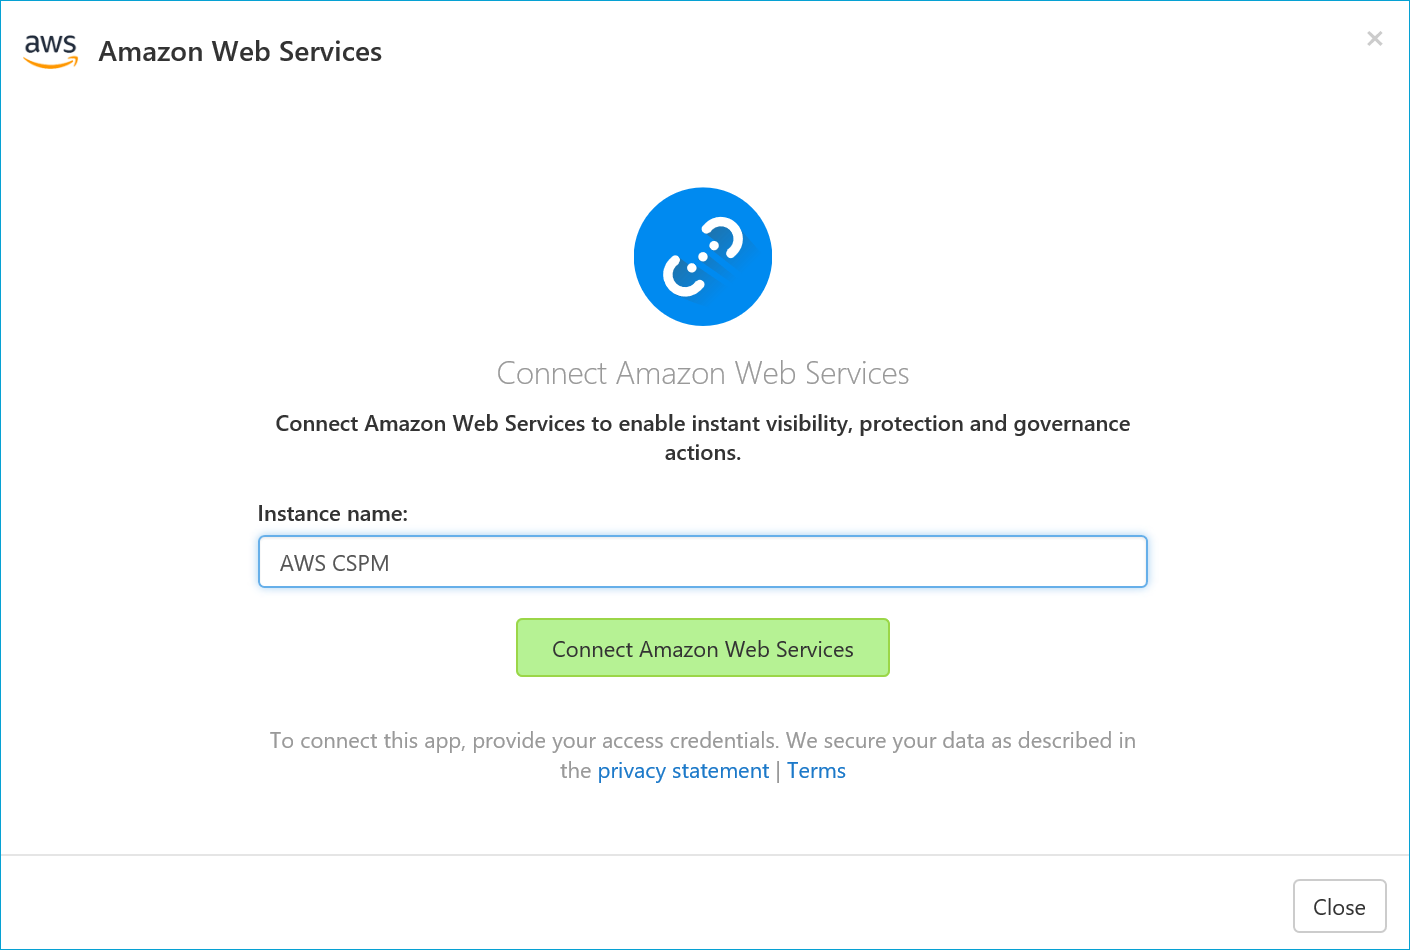 aws
Amazon Web Services
×
Connect Amazon Web Services
Connect Amazon Web Services to enable instant visibility, protection and governance
actions.
Instance name:
AWS CSPM
Connect Amazon Web Services
To connect this app, provide your access credentials. We secure your data as described in
the privacy statement | Terms
Close